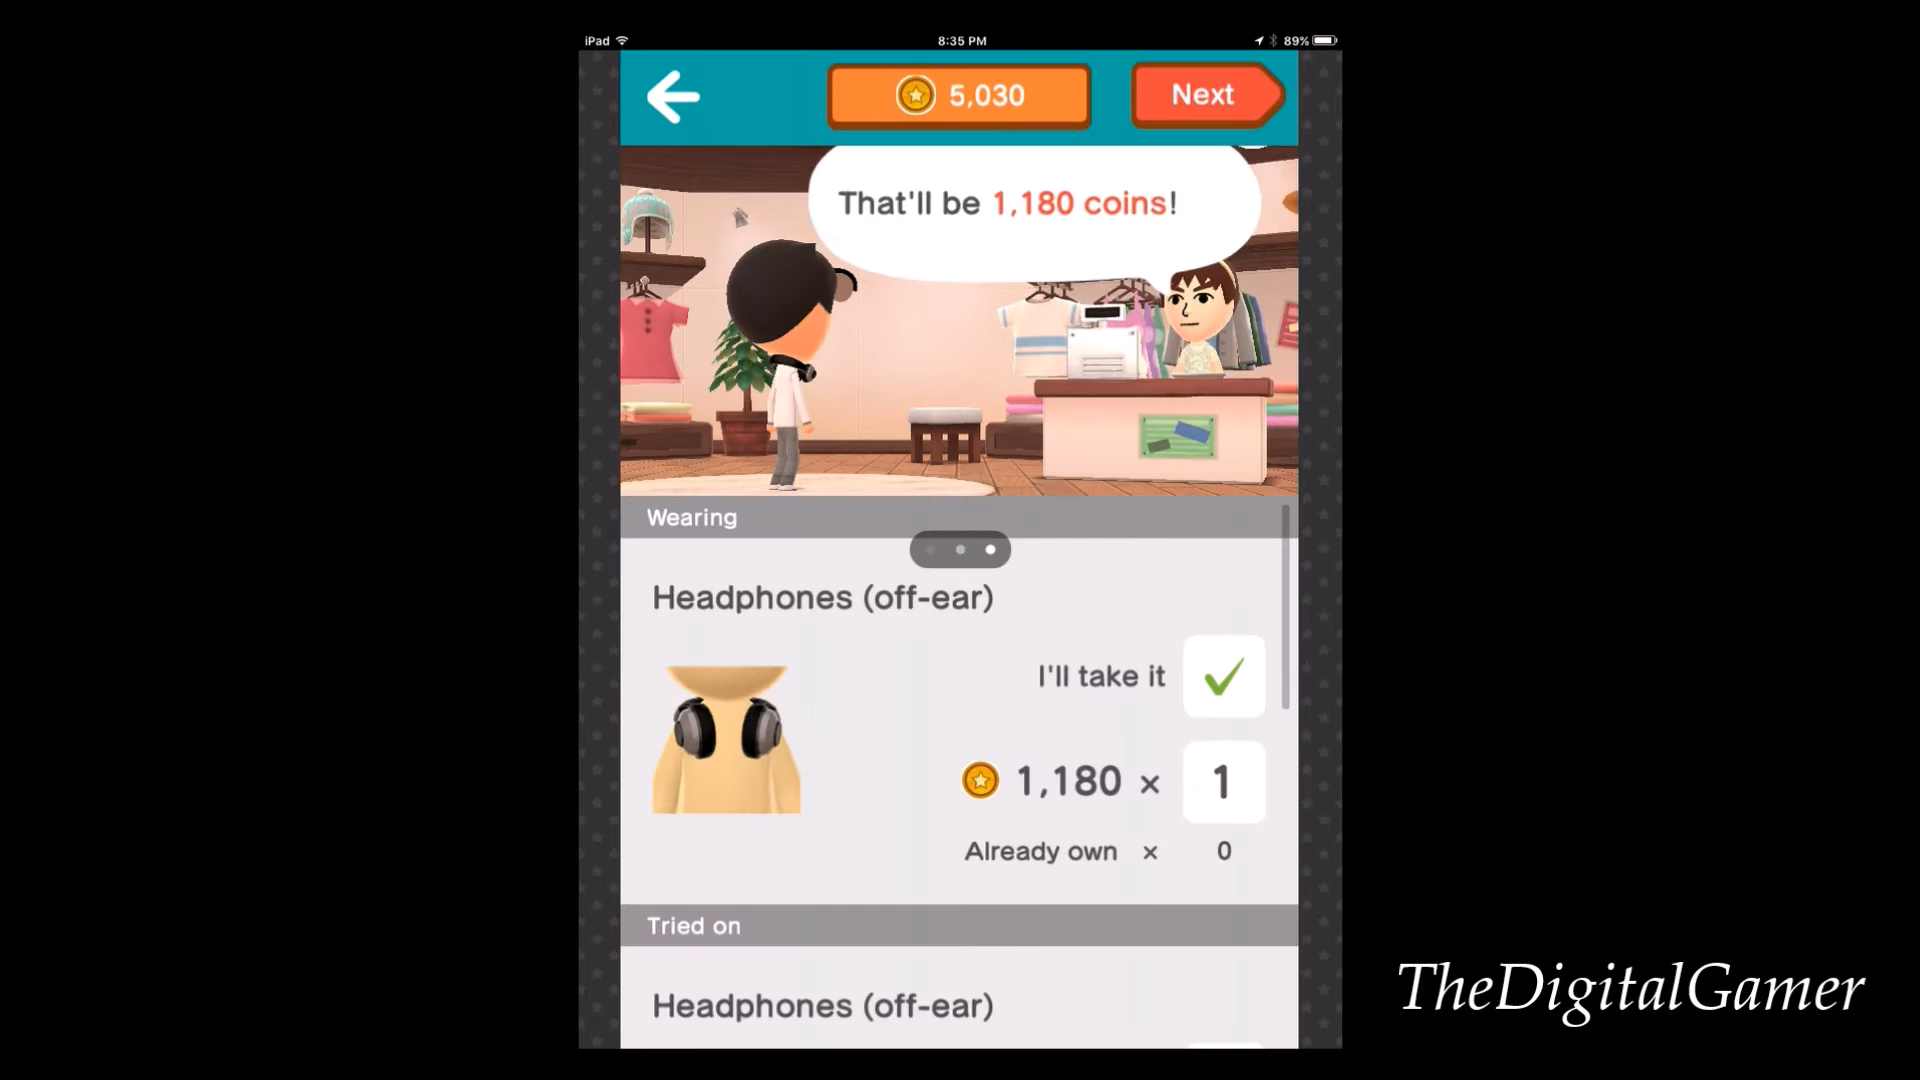 iPad
8:35 PM
89%
5,030
Next
That'll be 1,180 coins!
Wearing
Headphones (off-ear)
I'll take it
1,180 × 1
Already own × 0
Tried on
Headphones (off-ear)
TheDigitalGamer